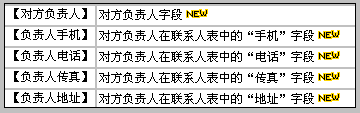 【对方负责人】 对方负责人字段 NEW
【负责人手机】 对方负责人在联系人表中的“手机”字段 NEW
【负责人电话】 对方负责人在联系人表中的“电话”字段 NEW
【负责人传真】 对方负责人在联系人表中的“传真”字段 NEW
【负责人地址】 对方负责人在联系人表中的“地址”字段 NEW